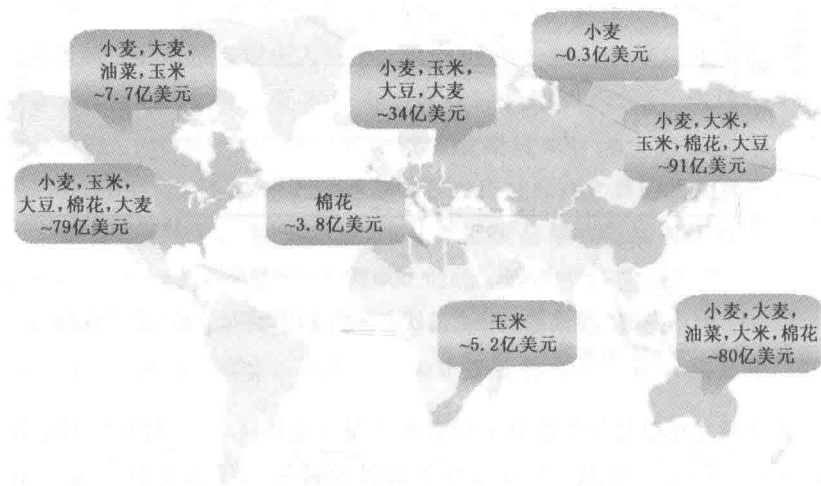 小麦,大麦,
油菜,玉米
~7.7亿美元
小麦,玉米,
大豆,大麦
~34亿美元
小麦
~0.3亿美元
小麦,大米,
玉米,棉花,大豆
~91亿美元
小麦,玉米,
大豆,棉花,大麦
~79亿美元
棉花
~3.8亿美元
玉米
~5.2亿美元
小麦,大麦,
油菜,大米,棉花
~80亿美元